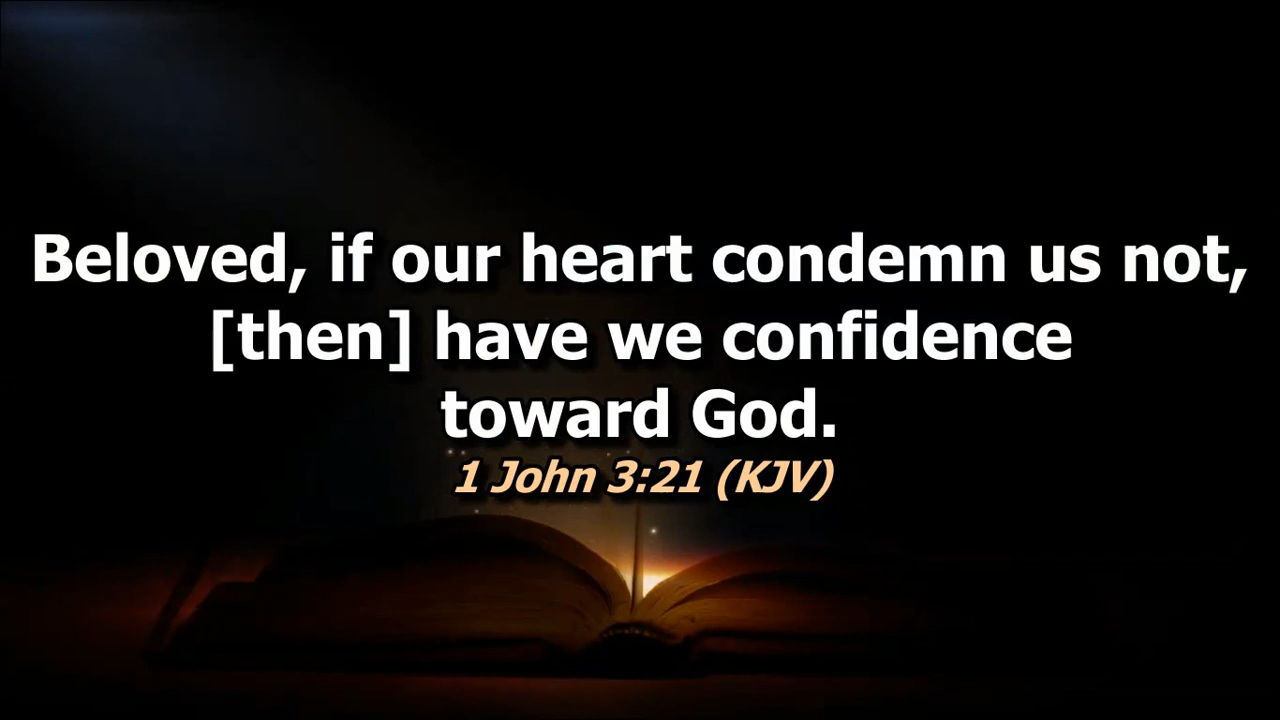 Beloved, if our heart condemn us not,
[then] have we confidence
toward God.
1 John 3:21 (KJV)